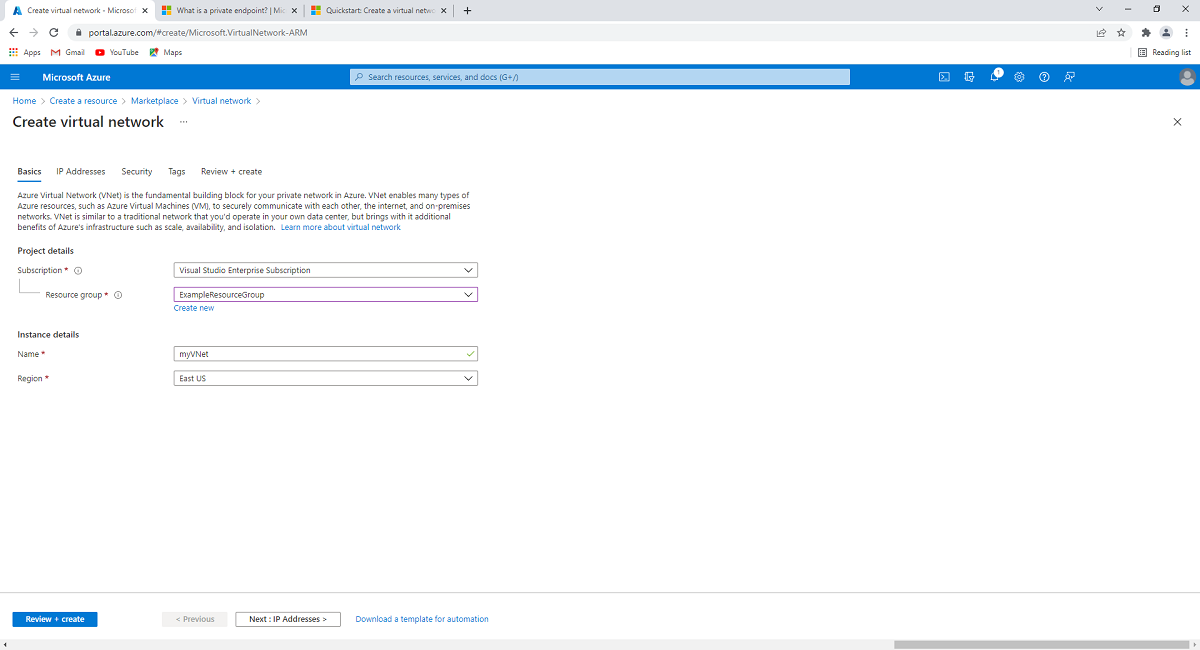 Create virtual network - Microsof
What is a private endpoint? | Mic
Quickstart: Create a virtual netwo
portal.azure.com/#create/Microsoft.VirtualNetwork-ARM
Apps
Gmail
YouTube
Maps
Reading list
Microsoft Azure
Search resources, services, and docs (G+/)
1
Home > Create a resource > Marketplace > Virtual network >
Create virtual network ...
Basics
IP Addresses
Security
Tags
Review + create
Azure Virtual Network (VNet) is the fundamental building block for your private network in Azure. VNet enables many types of
Azure resources, such as Azure Virtual Machines (VM), to securely communicate with each other, the internet, and on-premises
networks. VNet is similar to a traditional network that you'd operate in your own data center, but brings with it additional
benefits of Azure's infrastructure such as scale, availability, and isolation. Learn more about virtual network
Project details
Subscription *
Visual Studio Enterprise Subscription
Resource group *
ExampleResourceGroup
Create new
Instance details
Name *
myVNet
Region *
East US
Review + create
< Previous
Next : IP Addresses >
Download a template for automation